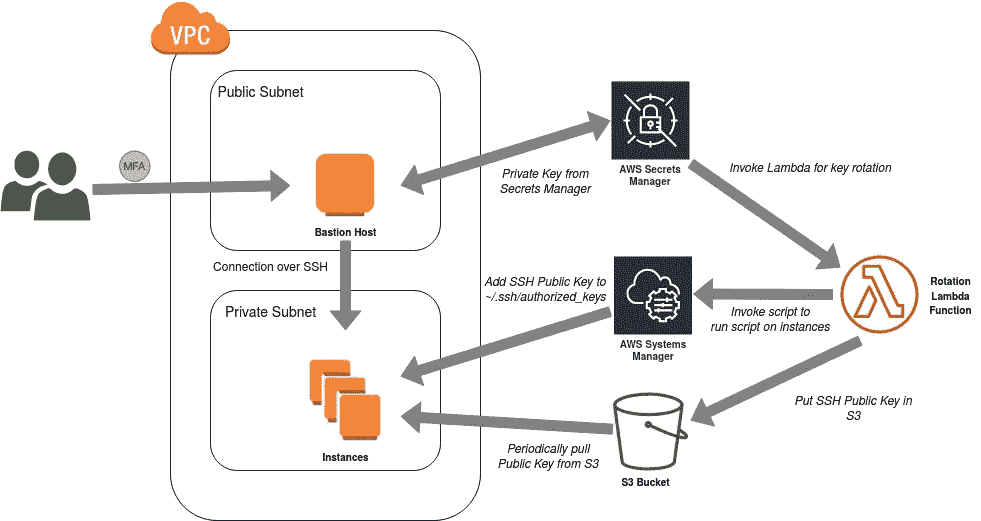 VPC
Public Subnet
MFA
Bastion Host
Connection over SSH
Private Subnet
Instances
Private Key from
Secrets Manager
AWS Secrets
Manager
Invoke Lambda for key rotation
Add SSH Public Key to
~/.ssh/authorized_keys
AWS Systems
Manager
Invoke script to
run script on instances
Rotation
Lambda
Function
Put SSH Public Key in
S3
Periodically pull
Public Key from S3
S3 Bucket